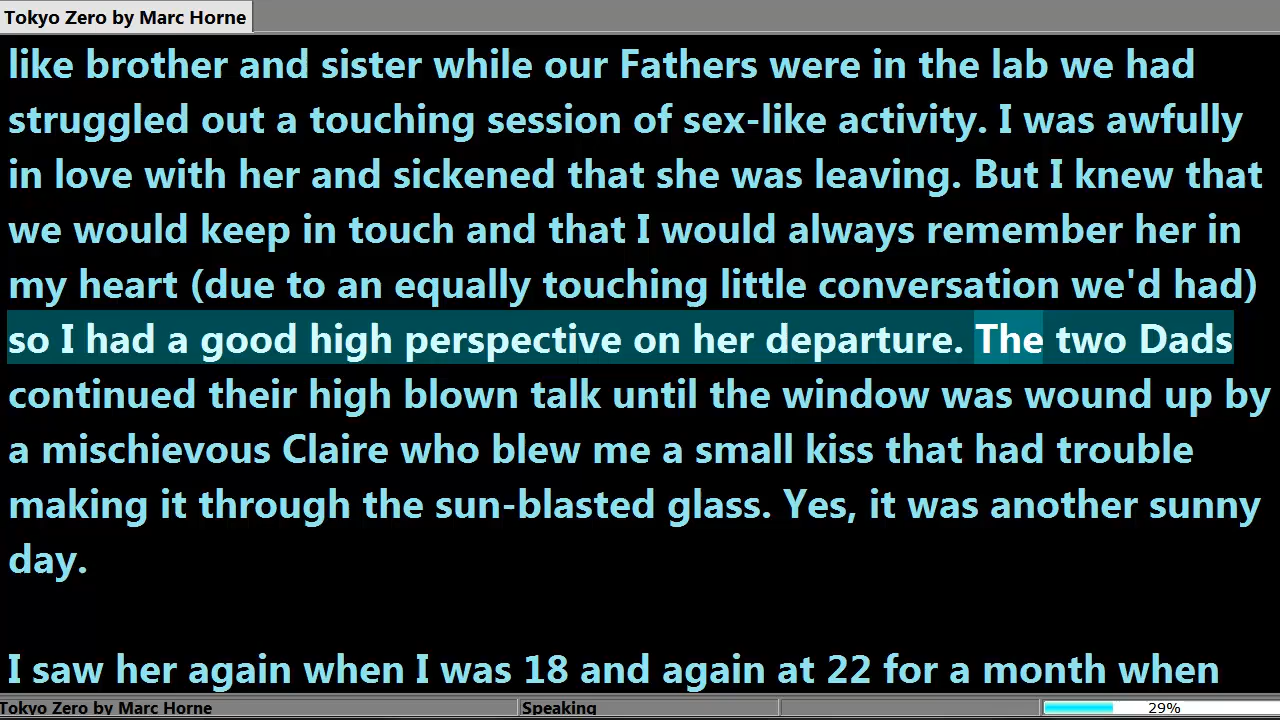 Tokyo Zero by Marc Horne
like brother and sister while our Fathers were in the lab we had
struggled out a touching session of sex-like activity. I was awfully
in love with her and sickened that she was leaving. But I knew that
we would keep in touch and that I would always remember her in
my heart (due to an equally touching little conversation we'd had)
so I had a good high perspective on her departure. The two Dads
continued their high blown talk until the window was wound up by
a mischievous Claire who blew me a small kiss that had trouble
making it through the sun-blasted glass. Yes, it was another sunny
day.
I saw her again when I was 18 and again at 22 for a month when
Tokyo Zero by Marc Horne
Speaking
29%